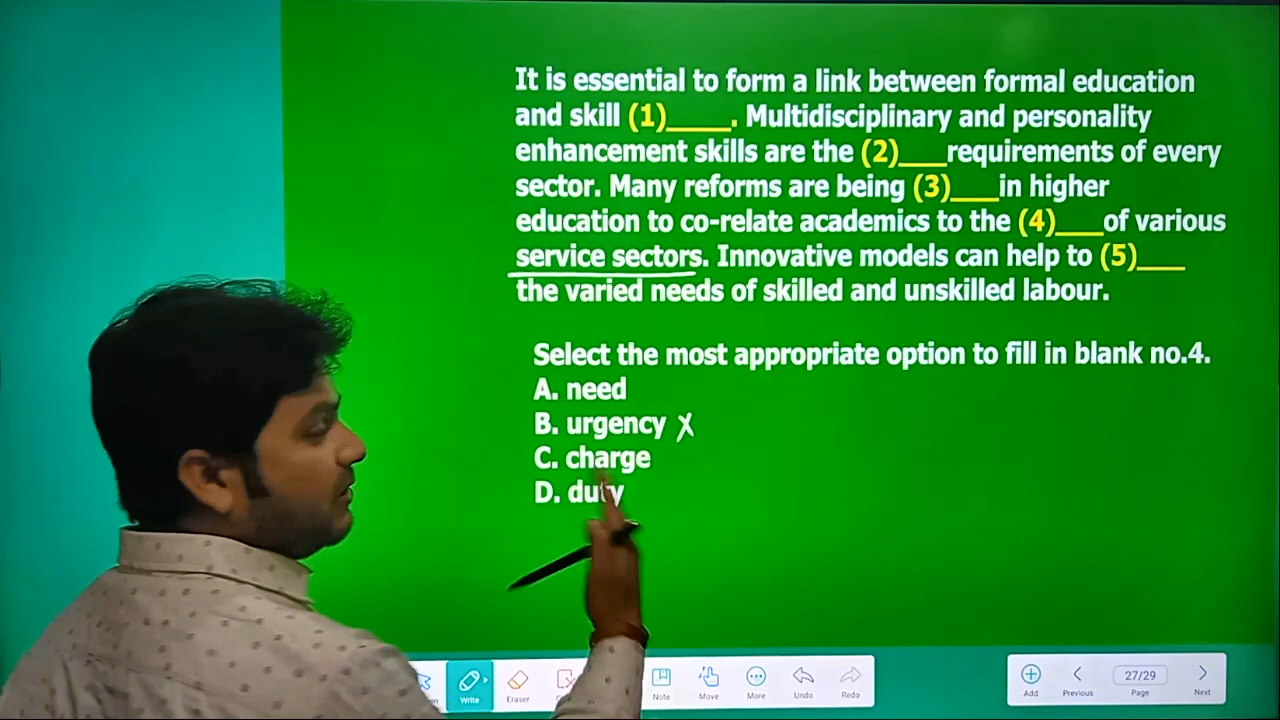 It is essential to form a link between formal education
and skill (1)____. Multidisciplinary and personality
enhancement skills are the (2)___requirements of every
sector. Many reforms are being (3)___in higher
education to co-relate academics to the (4)___of various
service sectors. Innovative models can help to (5)___
the varied needs of skilled and unskilled labour.
Select the most appropriate option to fill in blank no.4.
A. need
B. urgency X
C. charge
D. duty
Write
Eraser
Note
Move
More
Undo
Redo
Add
Previous
27/29
Page
Next